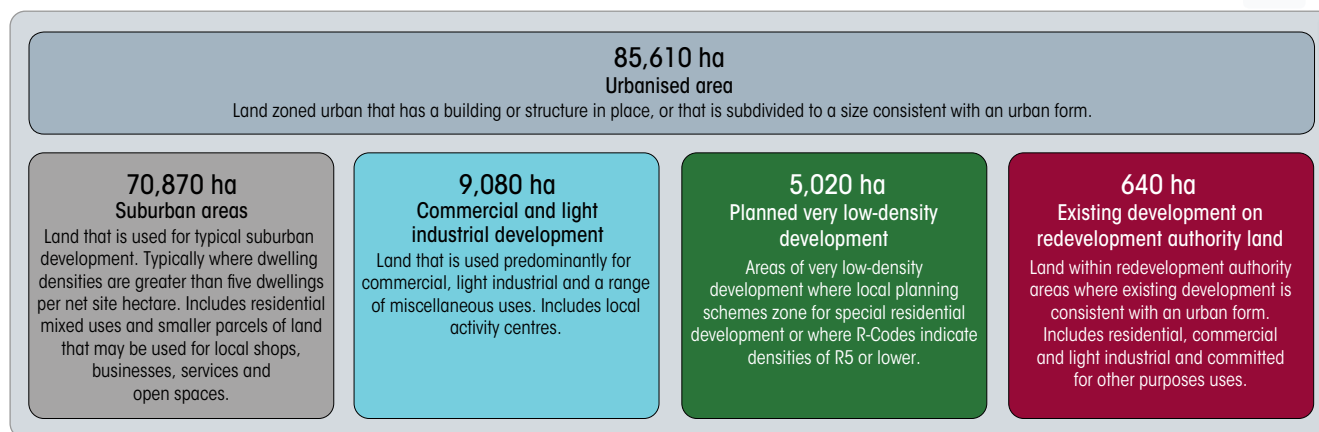 85,610 ha
Urbanised area
Land zoned urban that has a building or structure in place, or that is subdivided to a size consistent with an urban form.
70,870 ha
Suburban areas
Land that is used for typical suburban
development. Typically where dwelling
densities are greater than five dwellings
per net site hectare. Includes residential
mixed uses and smaller parcels of land
that may be used for local shops,
businesses, services and
open spaces.
9,080 ha
Commercial and light
industrial development
Land that is used predominantly for
commercial, light industrial and a range
of miscellaneous uses. Includes local
activity centres.
5,020 ha
Planned very low-density
development
Areas of very low-density
development where local planning
schemes zone for special residential
development or where R-Codes indicate
densities of R5 or lower.
640 ha
Existing development on
redevelopment authority land
Land within redevelopment authority
areas where existing development is
consistent with an urban form.
Includes residential, commercial
and light industrial and committed
for other purposes uses.